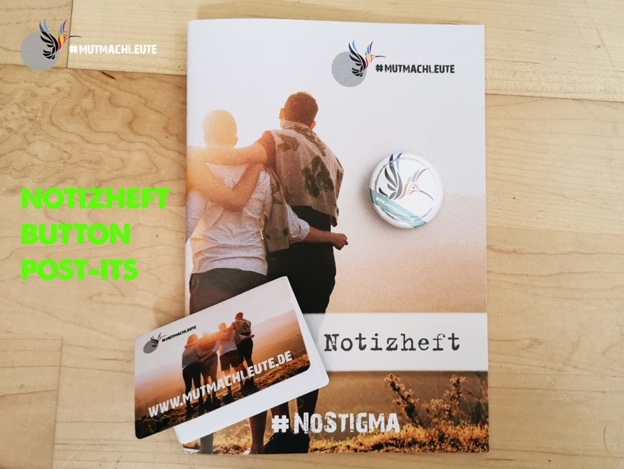 #MUTMACHLEUTE
#MUTMACHLEUTE
NOTIZHEFT
BUTTON
POST-ITS
Notizheft
#MUTMACHLEUTE
WWW.MUTMACHLEUTE.DE
#NOSTIGMA